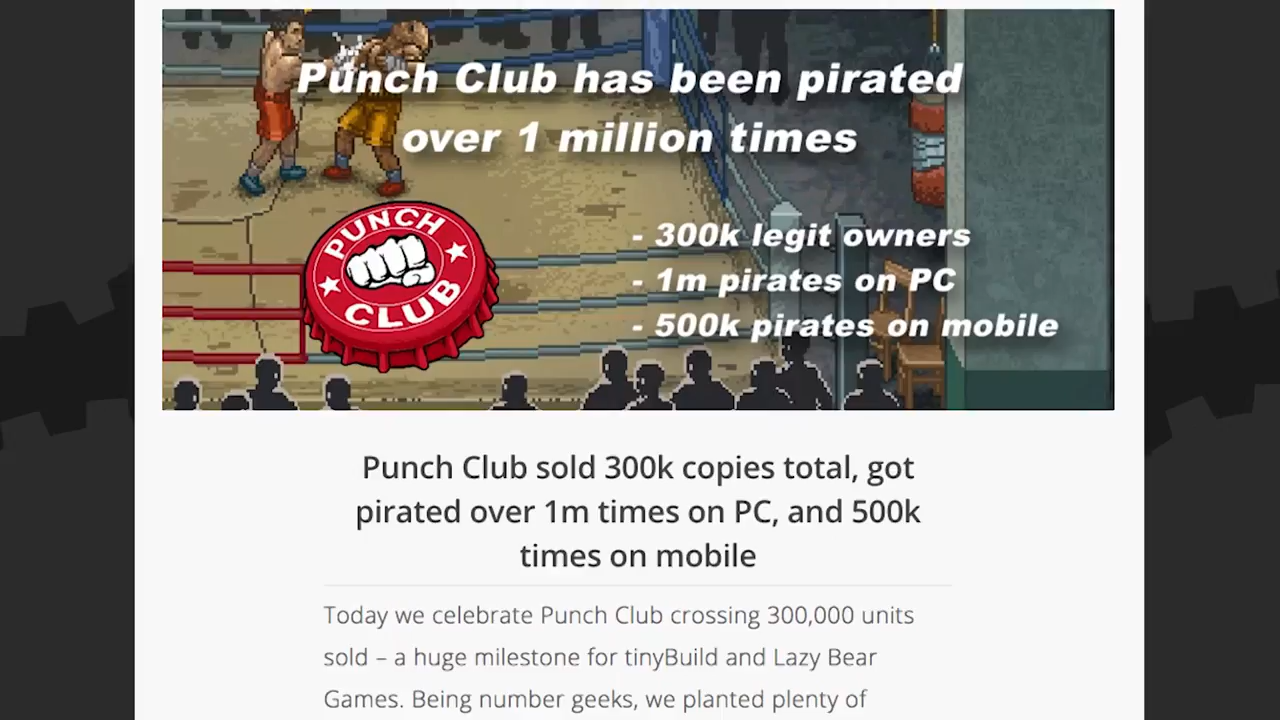 Punch Club has been pirated
over 1 million times
PUNCH
CLUB
- 300k legit owners
- 1m pirates on PC
- 500k pirates on mobile
Punch Club sold 300k copies total, got
pirated over 1m times on PC, and 500k
times on mobile
Today we celebrate Punch Club crossing 300,000 units
sold – a huge milestone for tinyBuild and Lazy Bear
Games. Being number geeks, we planted plenty of